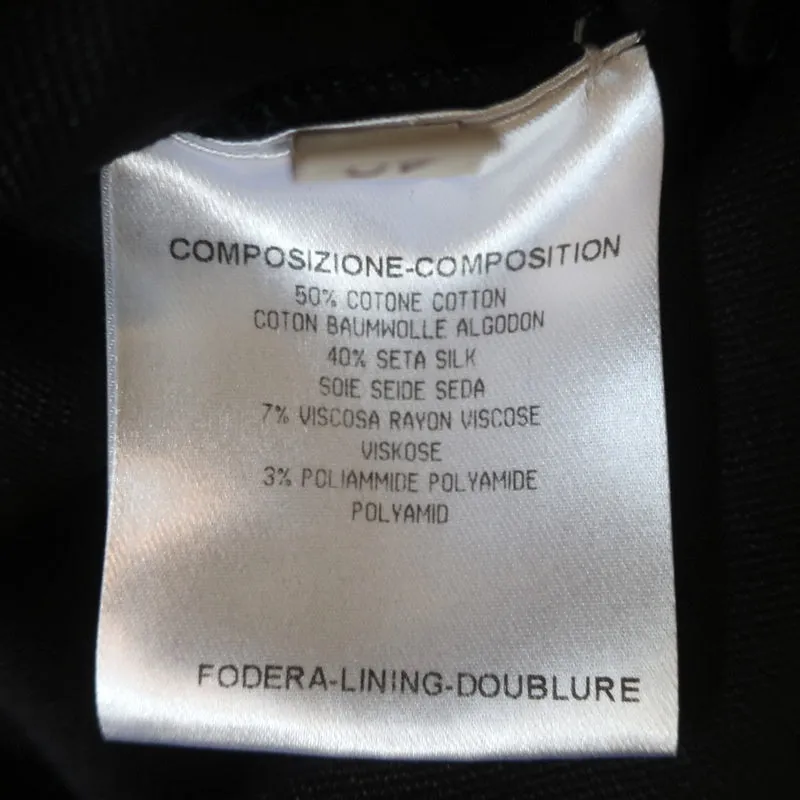 COMPOSIZIONE-COMPOSITION
50% COTONE COTTON
COTON BAUMWOLLE ALGODON
40% SETA SILK
SOIE SEIDE SEDA
7% VISCOSA RAYON VISCOSE
VISKOSE
3% POLIAMMIDE POLYAMIDE
POLYAMID
FODERA-LINING-DOUBLURE